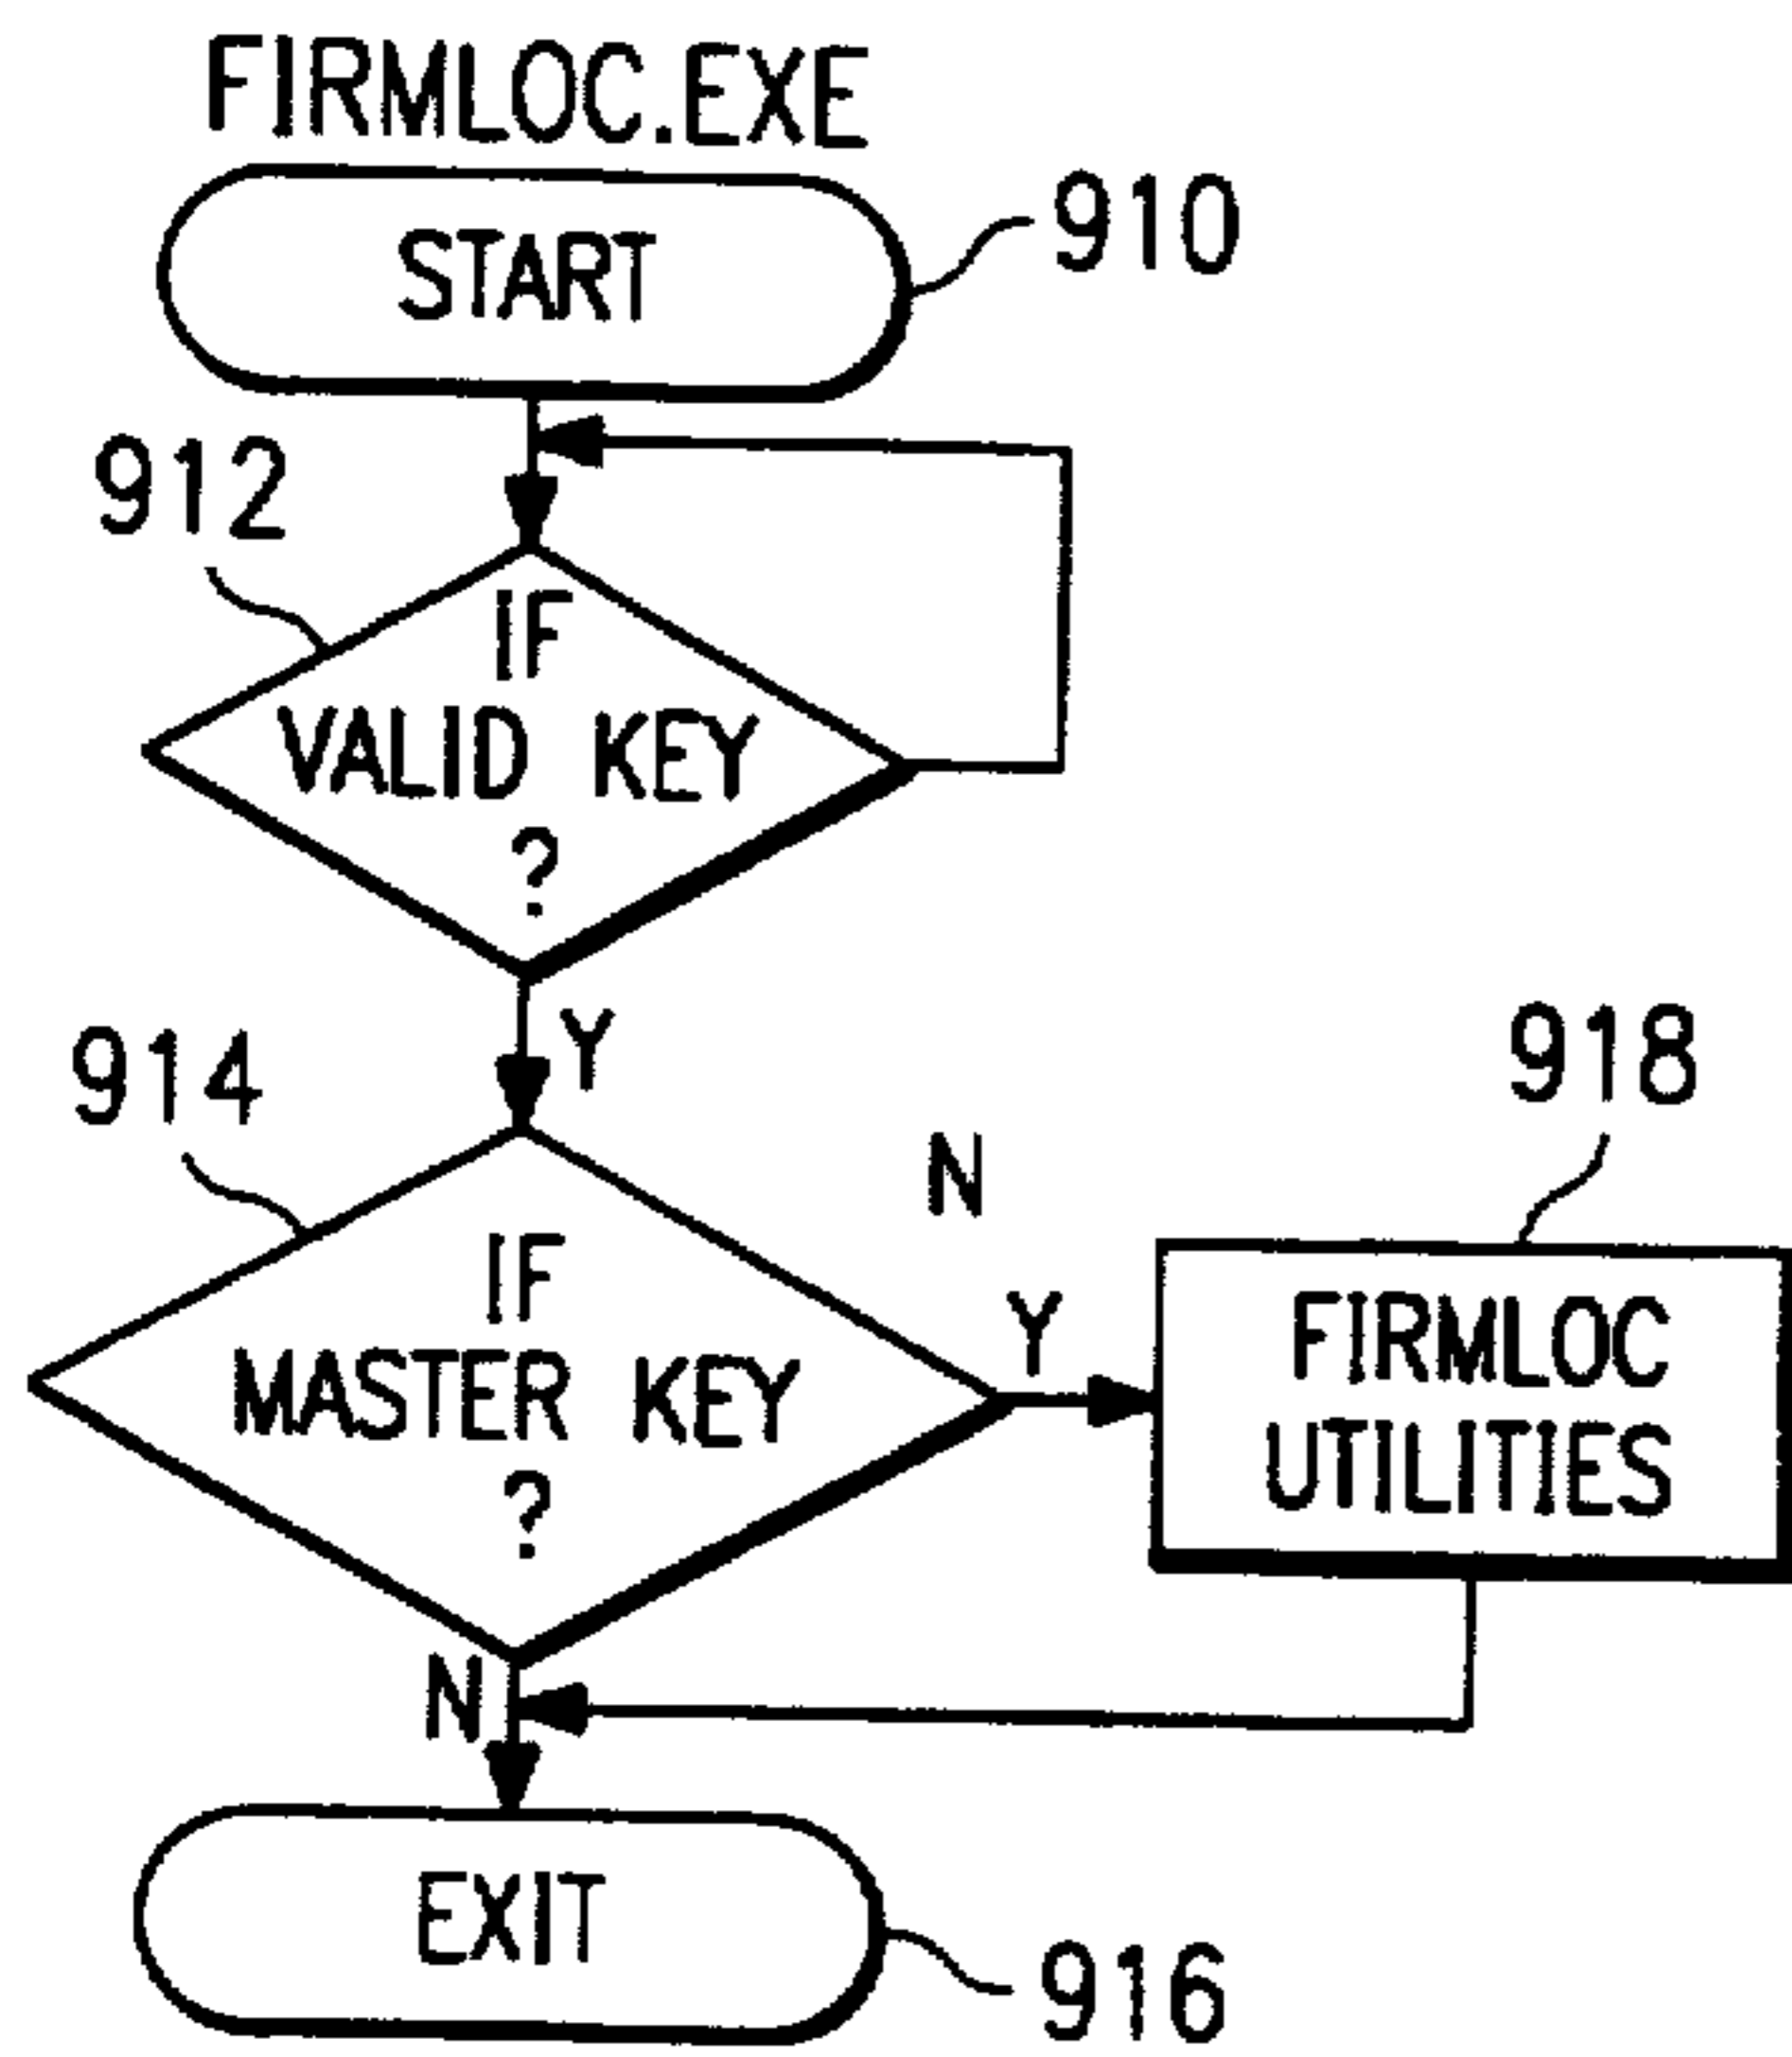 FIRMLOC.EXE
START
910
912
IF
VALID KEY
?
Y
914
918
N
IF
MASTER KEY
?
Y
FIRMLOC
UTILITIES
N
EXIT
916